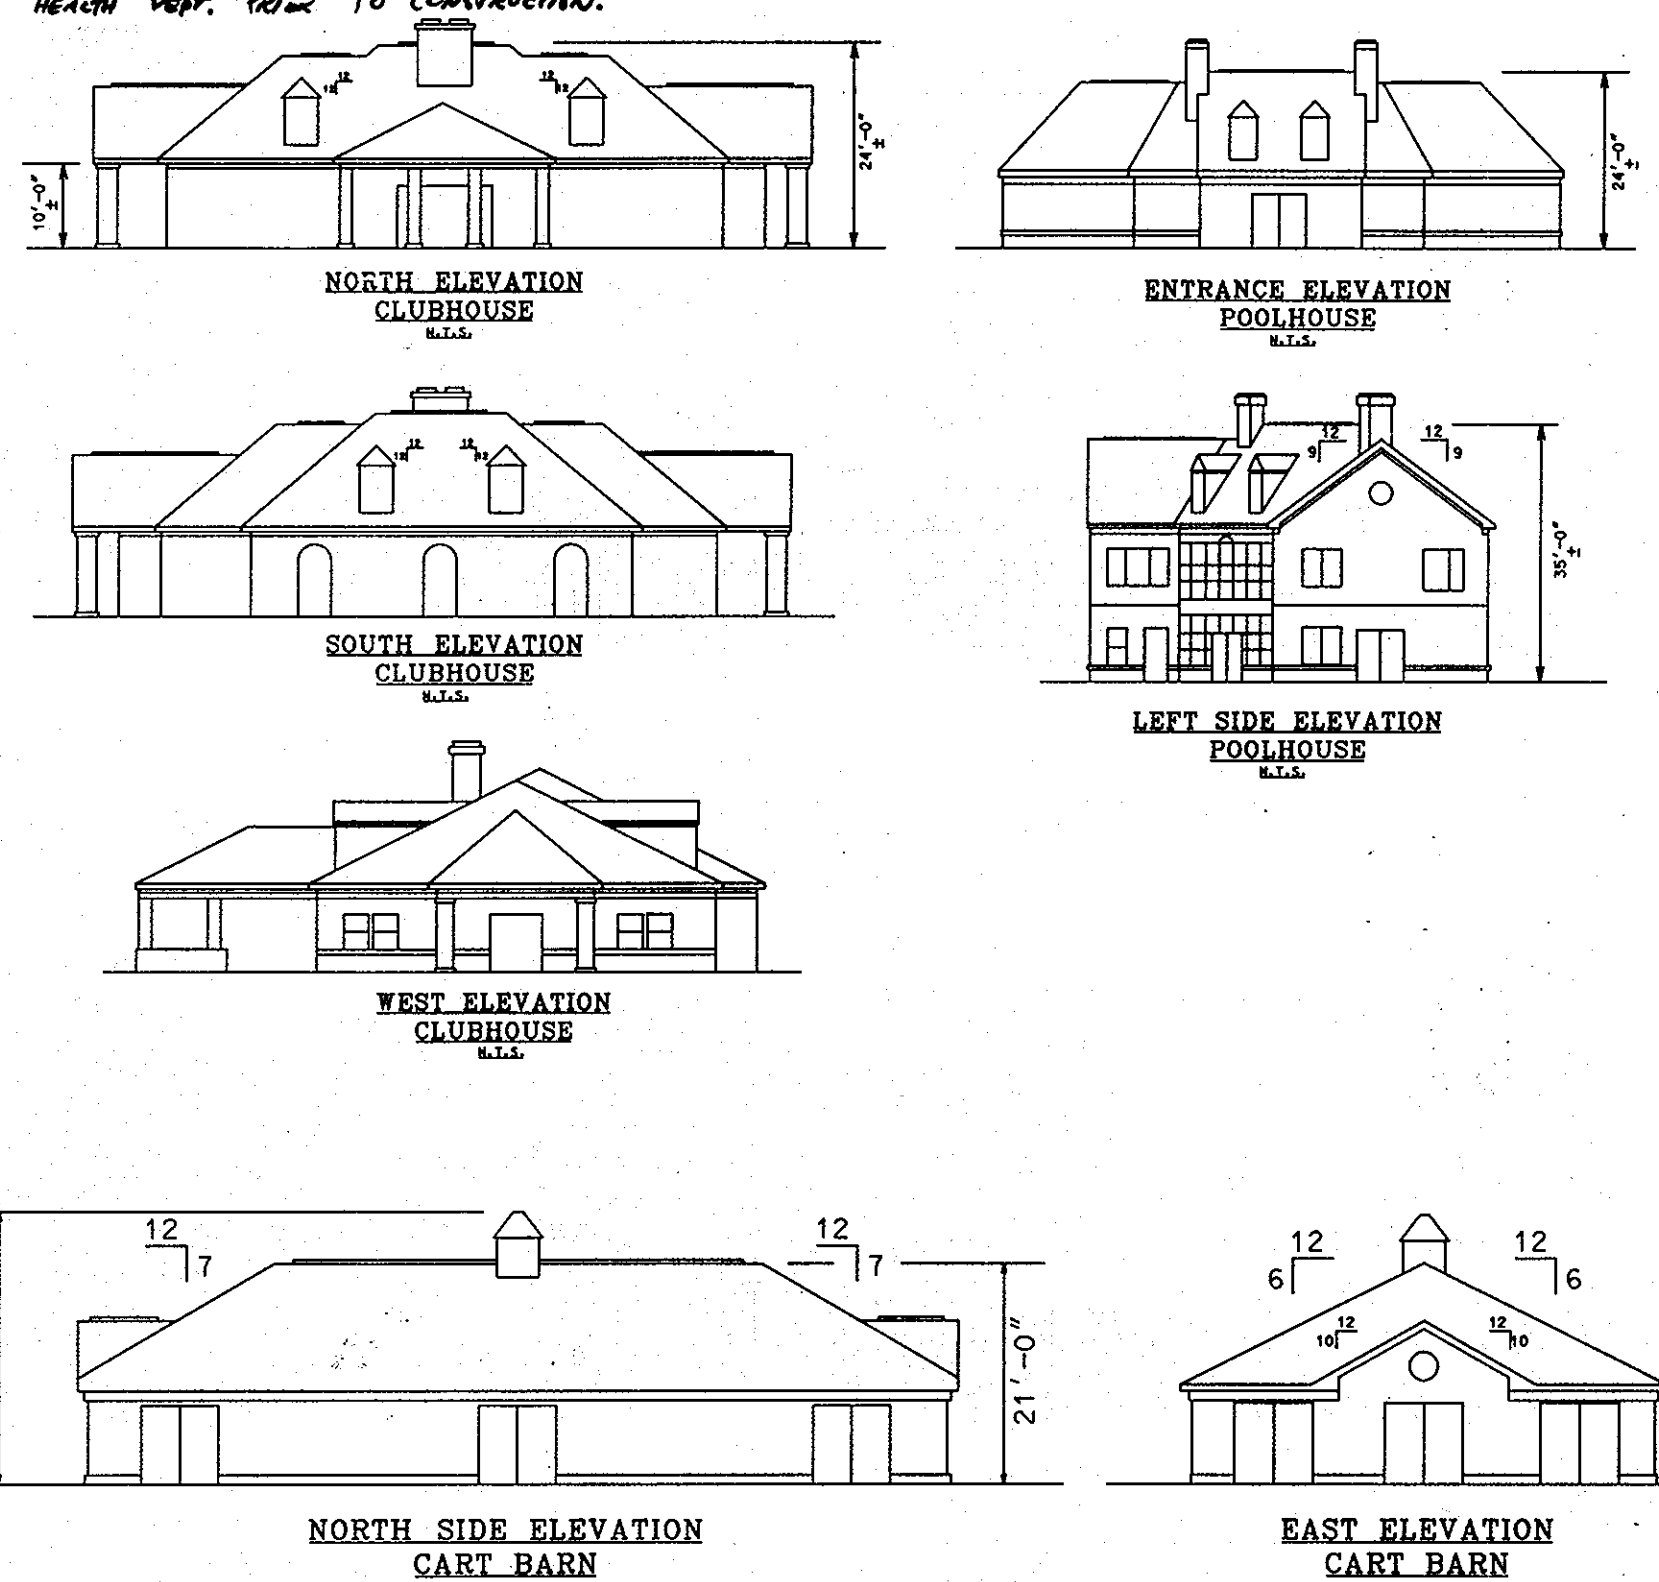 HEALTH DEPT. PRIOR TO CONSTRUCTION.
12
12
12
12
24'-0"
±
10'-0"
±
NORTH ELEVATION
CLUBHOUSE
N.T.S.
24'-0"
±
ENTRANCE ELEVATION
POOLHOUSE
N.T.S.
12
12
12
12
SOUTH ELEVATION
CLUBHOUSE
N.T.S.
12
9
12
9
35'-0"
±
LEFT SIDE ELEVATION
POOLHOUSE
N.T.S.
WEST ELEVATION
CLUBHOUSE
N.T.S.
12
7
12
7
21'-0"
NORTH SIDE ELEVATION
CART BARN
12
6
12
6
12
10
12
10
EAST ELEVATION
CART BARN